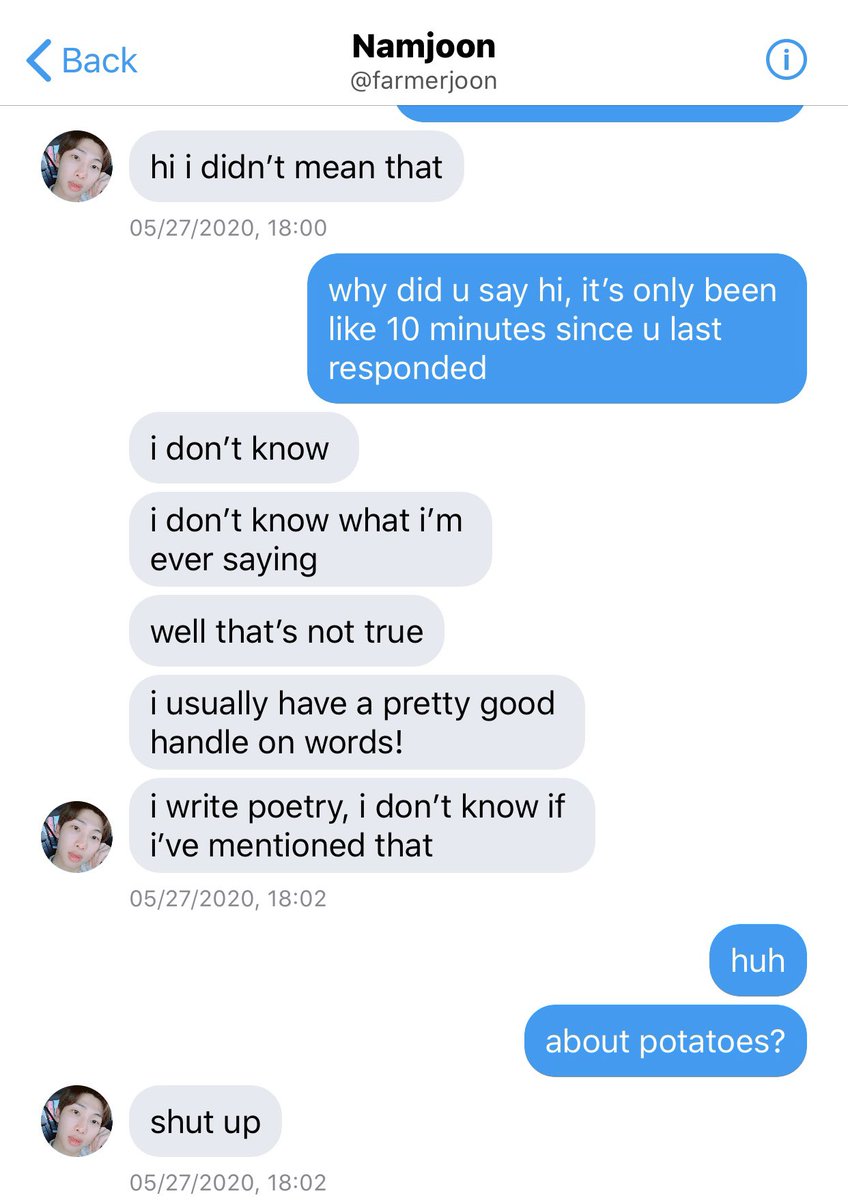 Back
Namjoon
@farmerjoon
hi i didn’t mean that
05/27/2020, 18:00
why did u say hi, it’s only been
like 10 minutes since u last
responded
i don’t know
i don’t know what i’m
ever saying
well that’s not true
i usually have a pretty good
handle on words!
i write poetry, i don’t know if
i’ve mentioned that
05/27/2020, 18:02
huh
about potatoes?
shut up
05/27/2020, 18:02